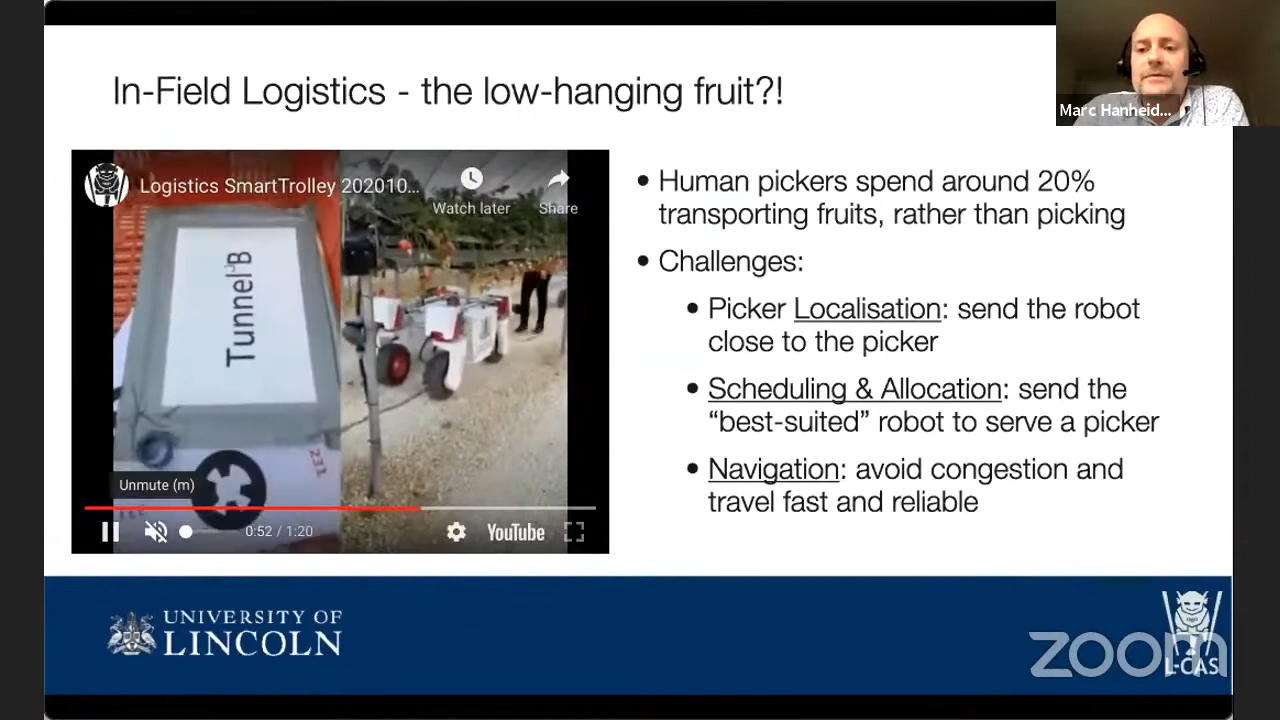 In-Field Logistics - the low-hanging fruit?!
Marc Hanheid...
Logistics SmartTrolley 202010...
Watch later
Share
Tunnel B
231
Unmute (m)
0:52 / 1:20
YouTube
• Human pickers spend around 20%
transporting fruits, rather than picking
• Challenges:
• Picker Localisation: send the robot
close to the picker
• Scheduling & Allocation: send the
“best-suited” robot to serve a picker
• Navigation: avoid congestion and
travel fast and reliable
UNIVERSITY OF
LINCOLN
zoom
L-CAS